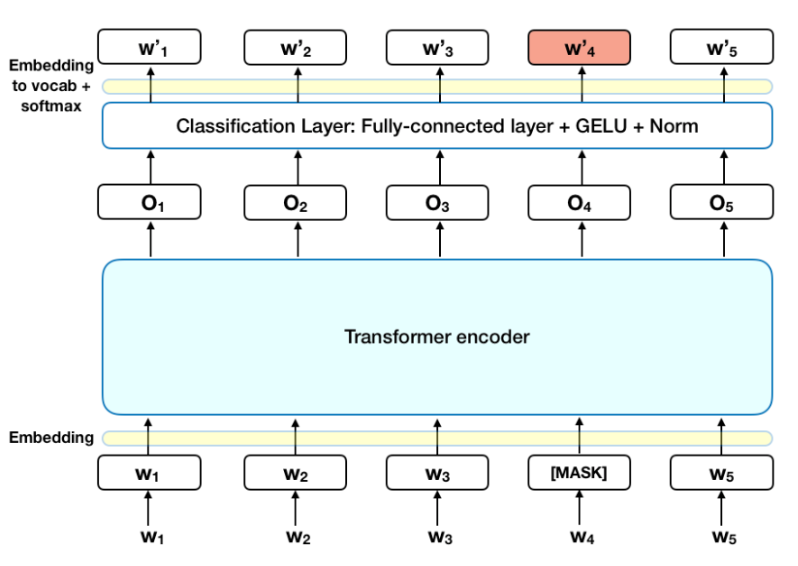 w’₁ w’₂ w’₃ w’₄ w’₅
Embedding
to vocab +
softmax
Classification Layer: Fully-connected layer + GELU + Norm
O₁ O₂ O₃ O₄ O₅
Transformer encoder
Embedding
W₁ W₂ W₃ [MASK] W₅
W₁ W₂ W₃ W₄ W₅